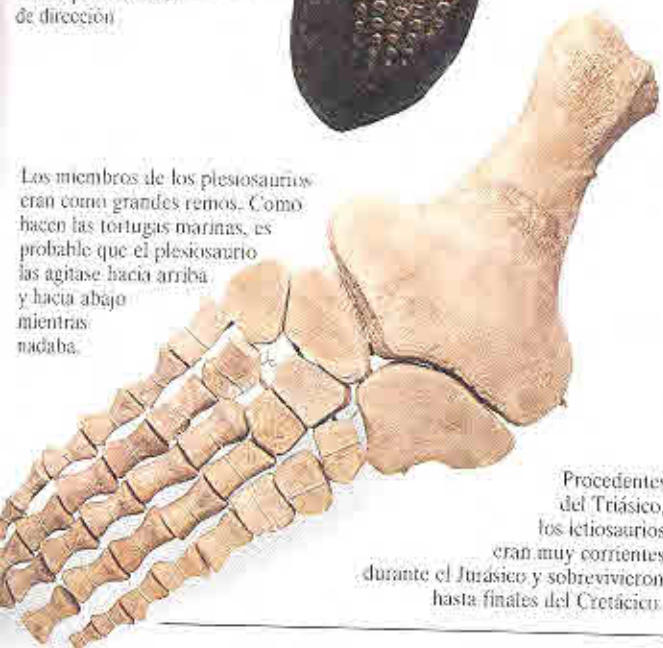 de dirección
Los miembros de los plesiosaurios
eran como grandes remos. Como
hacen las tortugas marinas, es
probable que el plesiosaurio
las agitase hacia arriba
y hacia abajo
mientras
nadaba.
Procedentes
del Triásico,
los ictiosaurios
eran muy corrientes
durante el Jurásico y sobrevivieron
hasta finales del Cretácico.